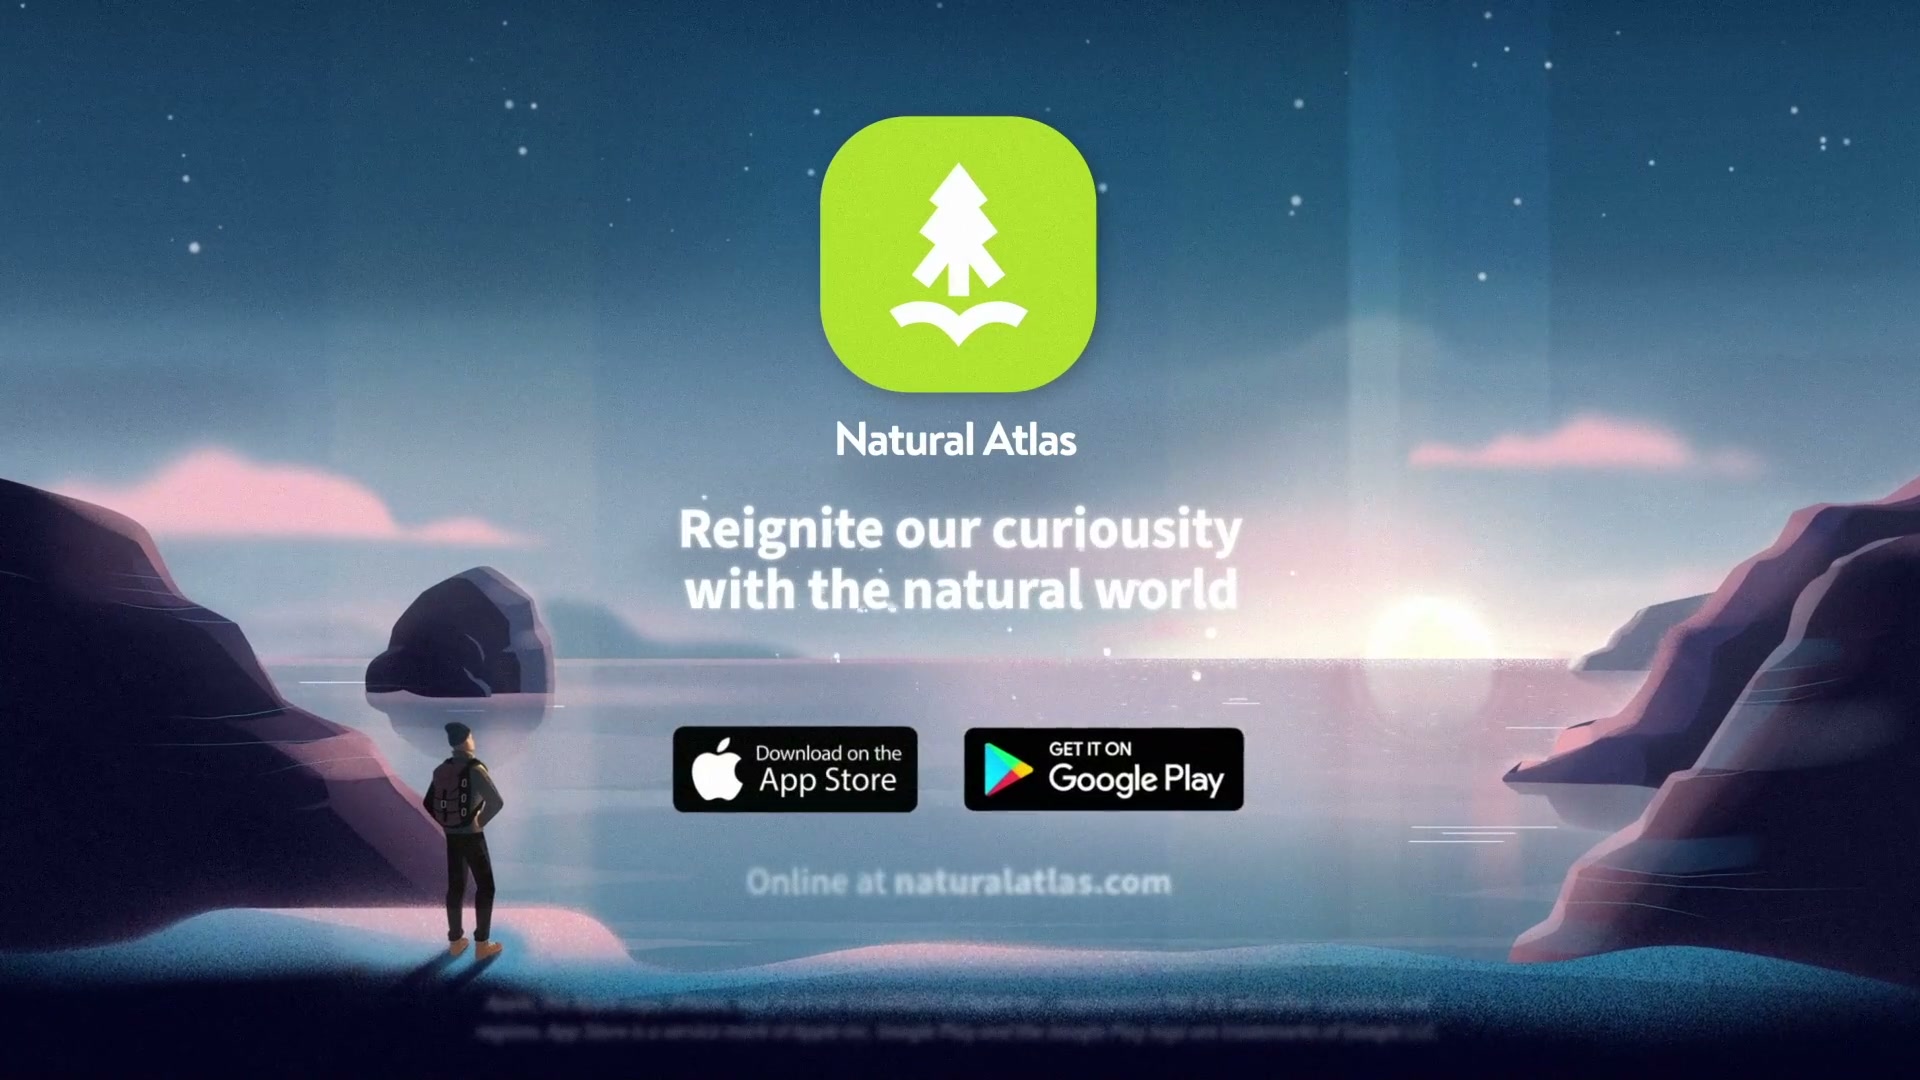 Natural Atlas
Reignite our curiousity
with the natural world
Download on the
App Store
GET IT ON
Google Play
Online at naturalatlas.com